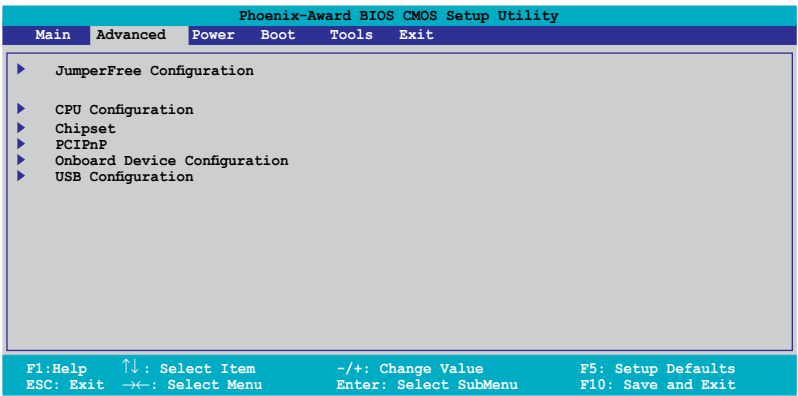 Phoenix-Award BIOS CMOS Setup Utility
Main Advanced Power Boot Tools Exit
JumperFree Configuration
CPU Configuration
Chipset
PCIPnP
Onboard Device Configuration
USB Configuration
F1:Help ↑↓: Select Item -/+: Change Value F5: Setup Defaults
ESC: Exit →←: Select Menu Enter: Select SubMenu F10: Save and Exit